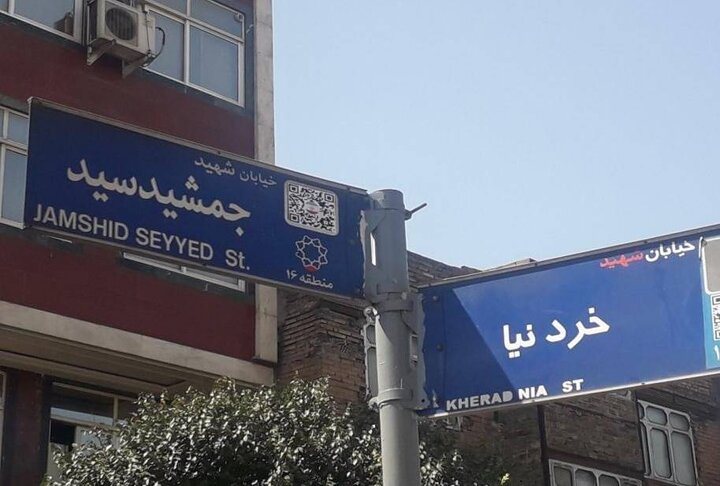 خیابان شهید
جمشیدسید
JAMSHID SEYYED St.
منطقه ۱۶
خیابان شهید
خرد نیا
KHERAD NIA ST